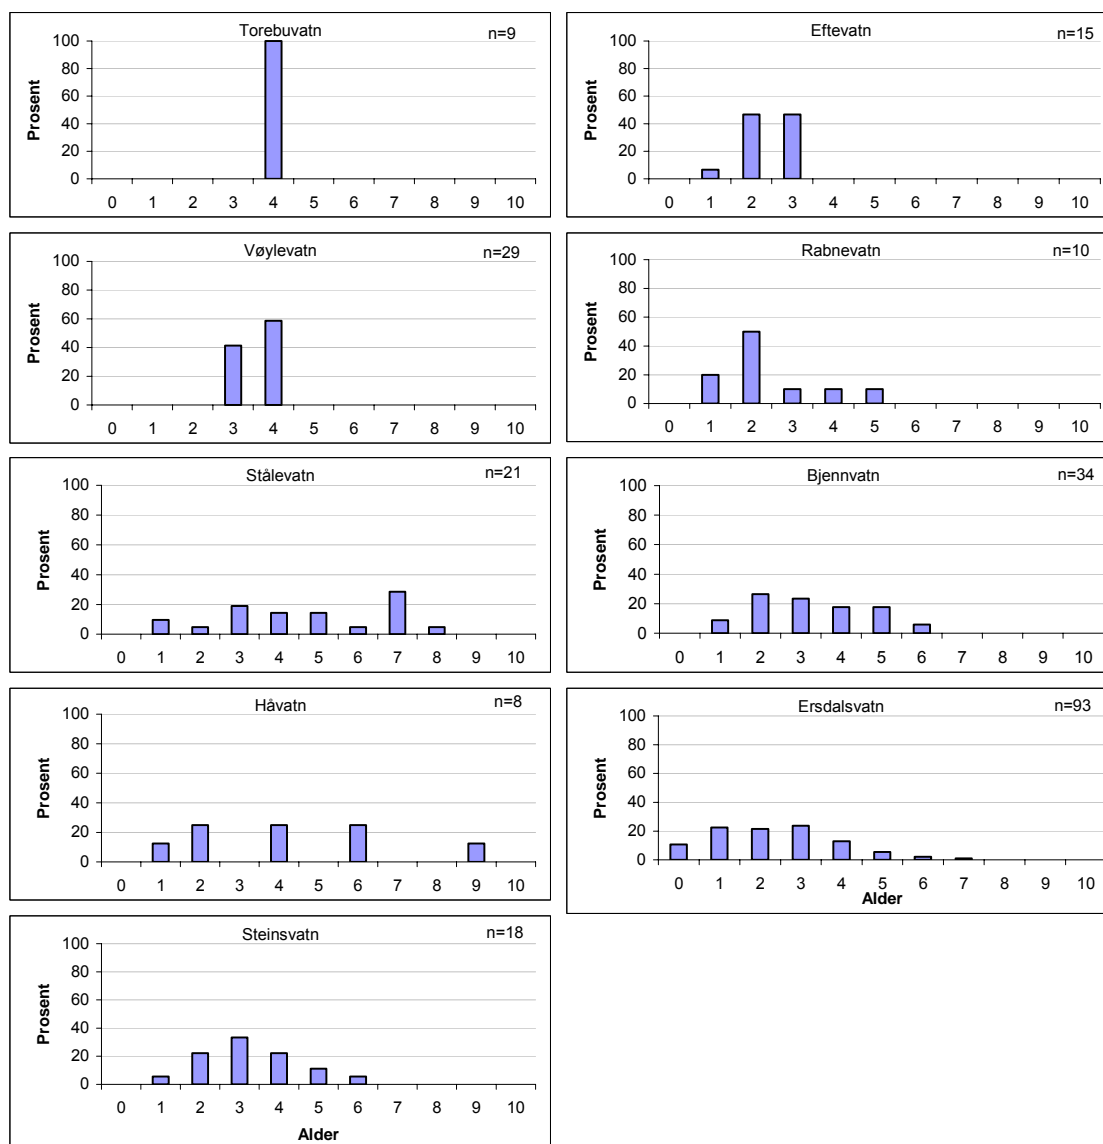 Torebuvatn n=9
100
80
60
40
20
0
Prosent
0 1 2 3 4 5 6 7 8 9 10
Eftevatn n=15
100
80
60
40
20
0
Prosent
0 1 2 3 4 5 6 7 8 9 10
Vøylevatn n=29
100
80
60
40
20
0
Prosent
0 1 2 3 4 5 6 7 8 9 10
Rabnevatn n=10
100
80
60
40
20
0
Prosent
0 1 2 3 4 5 6 7 8 9 10
Stålevatn n=21
100
80
60
40
20
0
Prosent
0 1 2 3 4 5 6 7 8 9 10
Bjennvatn n=34
100
80
60
40
20
0
Prosent
0 1 2 3 4 5 6 7 8 9 10
Håvatn n=8
100
80
60
40
20
0
Prosent
0 1 2 3 4 5 6 7 8 9 10
Ersdalsvatn n=93
100
80
60
40
20
0
Prosent
0 1 2 3 4 5 6 7 8 9 10
Alder
Steinsvatn n=18
100
80
60
40
20
0
Prosent
0 1 2 3 4 5 6 7 8 9 10
Alder